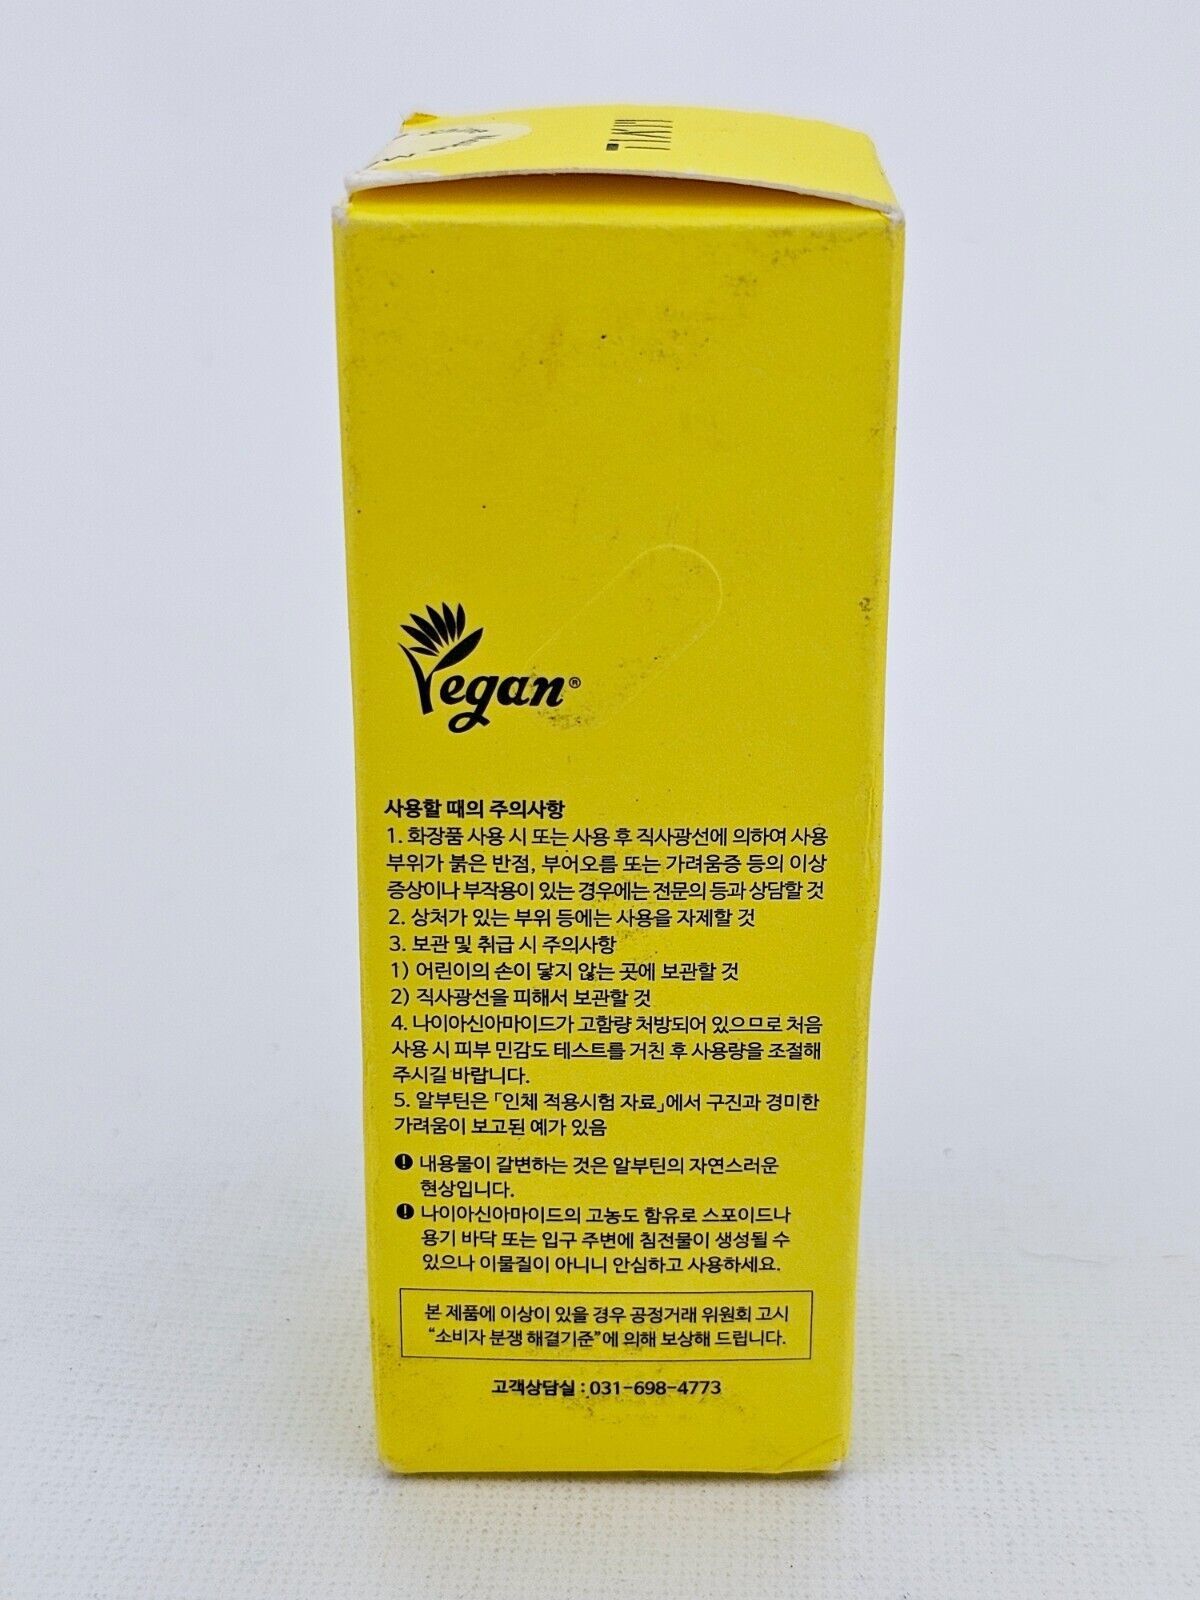 TIAM
Vegan®
사용할 때의 주의사항
1. 화장품 사용 시 또는 사용 후 직사광선에 의하여 사용
부위가 붉은 반점, 부어오름 또는 가려움증 등의 이상
증상이나 부작용이 있는 경우에는 전문의 등과 상담할 것
2. 상처가 있는 부위 등에는 사용을 자제할 것
3. 보관 및 취급 시 주의사항
1) 어린이의 손이 닿지 않는 곳에 보관할 것
2) 직사광선을 피해서 보관할 것
4. 나이아신아마이드가 고함량 처방되어 있으므로 처음
사용 시 피부 민감도 테스트를 거친 후 사용량을 조절해
주시길 바랍니다.
5. 알부틴은 「인체 적용시험 자료」에서 구진과 경미한
가려움이 보고된 예가 있음
내용물이 갈변하는 것은 알부틴의 자연스러운
현상입니다.
나이아신아마이드의 고농도 함유로 스포이드나
용기 바닥 또는 입구 주변에 침전물이 생성될 수
있으나 이물질이 아니니 안심하고 사용하세요.
본 제품에 이상이 있을 경우 공정거래 위원회 고시
“소비자 분쟁 해결기준”에 의해 보상해 드립니다.
고객상담실 : 031-698-4773